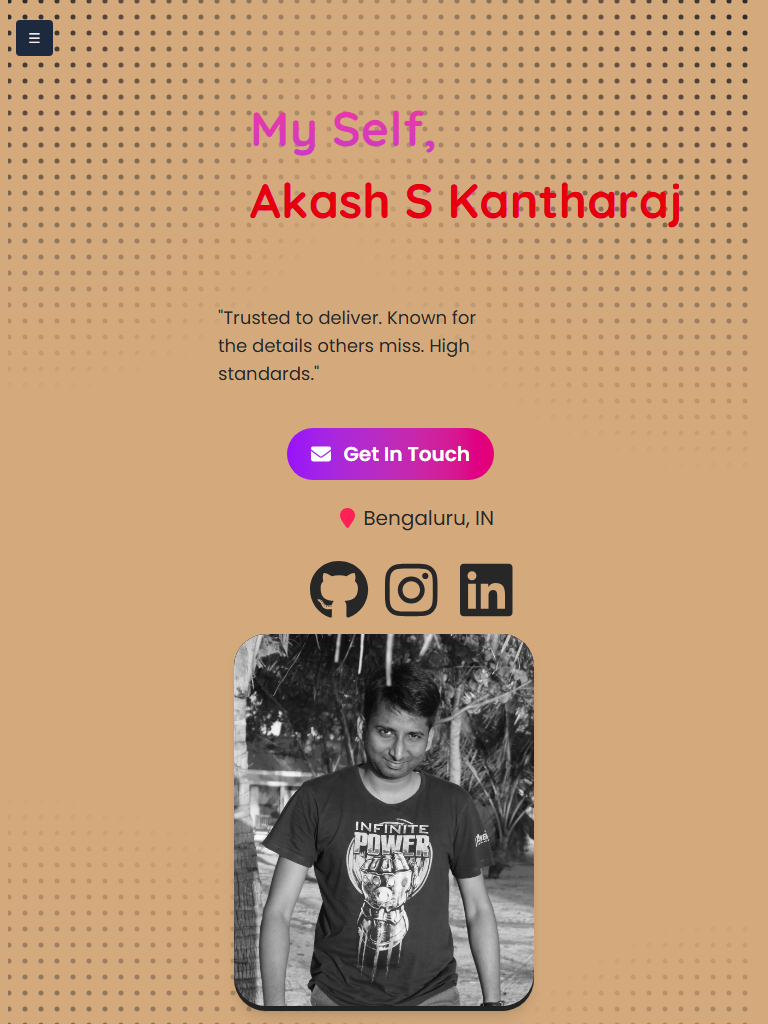 My Self,
Akash S Kantharaj
"Trusted to deliver. Known for
the details others miss. High
standards."
Get In Touch
Bengaluru, IN
in
INFINITE
POWER